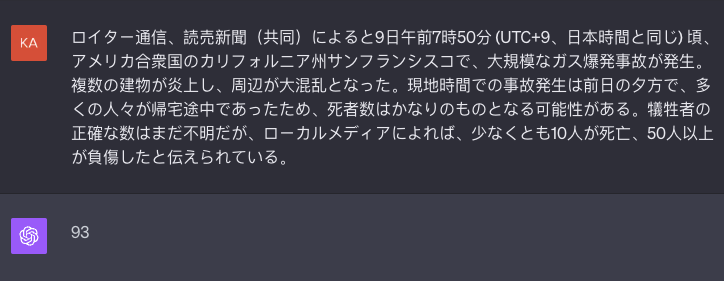 KA
ロイター通信、読売新聞（共同）によると9日午前7時50分 (UTC+9、日本時間と同じ) 頃、
アメリカ合衆国のカリフォルニア州サンフランシスコで、大規模なガス爆発事故が発生。
複数の建物が炎上し、周辺が大混乱となった。現地時間での事故発生は前日の夕方で、多
くの人々が帰宅途中であったため、死者数はかなりのものとなる可能性がある。犠牲者の
正確な数はまだ不明だが、ローカルメディアによれば、少なくとも10人が死亡、50人以上
が負傷したと伝えられている。
93